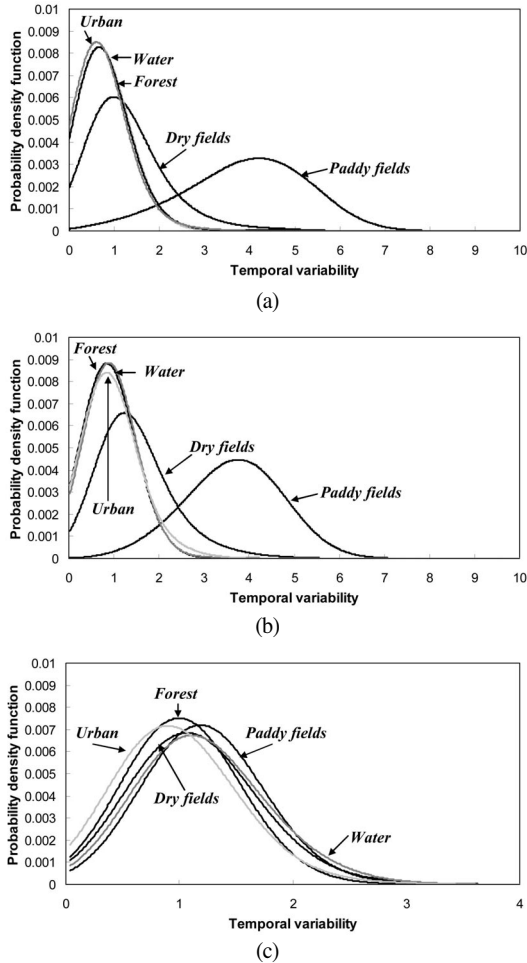 Probability density function
0.01
0.009
0.008
0.007
0.006
0.005
0.004
0.003
0.002
0.001
0
Urban
Water
Forest
Dry fields
Paddy fields
0 1 2 3 4 5 6 7 8 9 10
Temporal variability
(a)
Probability density function
0.01
0.009
0.008
0.007
0.006
0.005
0.004
0.003
0.002
0.001
0
Forest
Water
Dry fields
Urban
Paddy fields
0 1 2 3 4 5 6 7 8 9 10
Temporal variability
(b)
Probability density function
0.01
0.009
0.008
0.007
0.006
0.005
0.004
0.003
0.002
0.001
0
Forest
Urban
Paddy fields
Dry fields
Water
0 1 2 3 4
Temporal variability
(c)